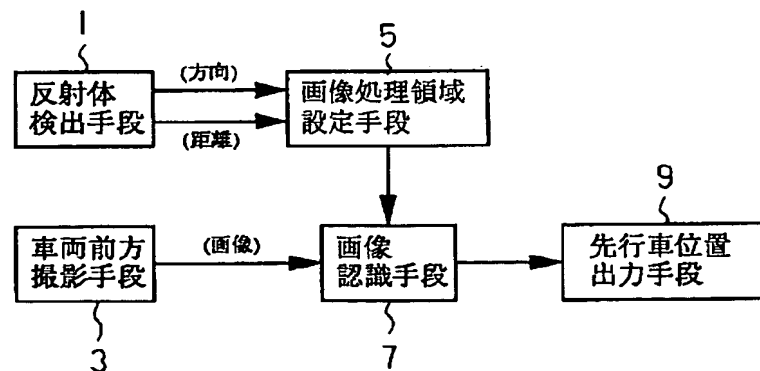 1
反射体
検出手段
(方向)
(距離)
5
画像処理領域
設定手段
車両前方
撮影手段
3
(画像)
画像
認識手段
7
9
先行車位置
出力手段